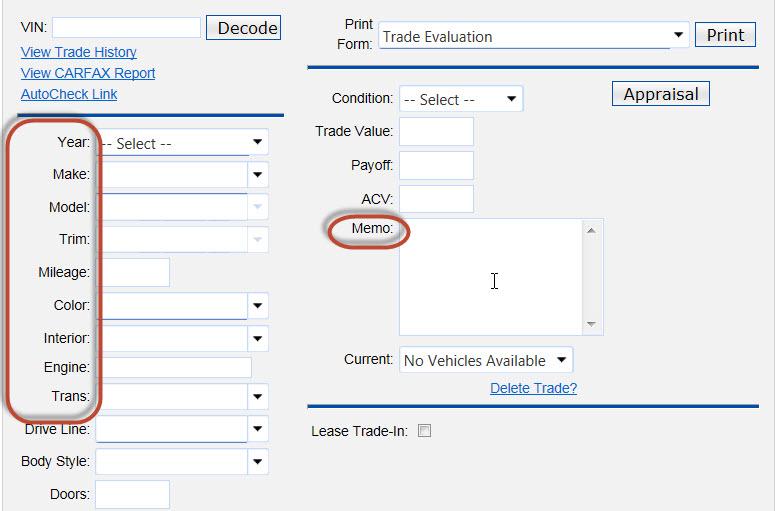 VIN:
Decode
View Trade History
View CARFAX Report
AutoCheck Link
Year: -- Select --
Make:
Model:
Trim:
Mileage:
Color:
Interior:
Engine:
Trans:
Drive Line:
Body Style:
Doors:
Print
Form: Trade Evaluation
Print
Condition: -- Select --
Appraisal
Trade Value:
Payoff:
ACV:
Memo:
Current: No Vehicles Available
Delete Trade?
Lease Trade-In: